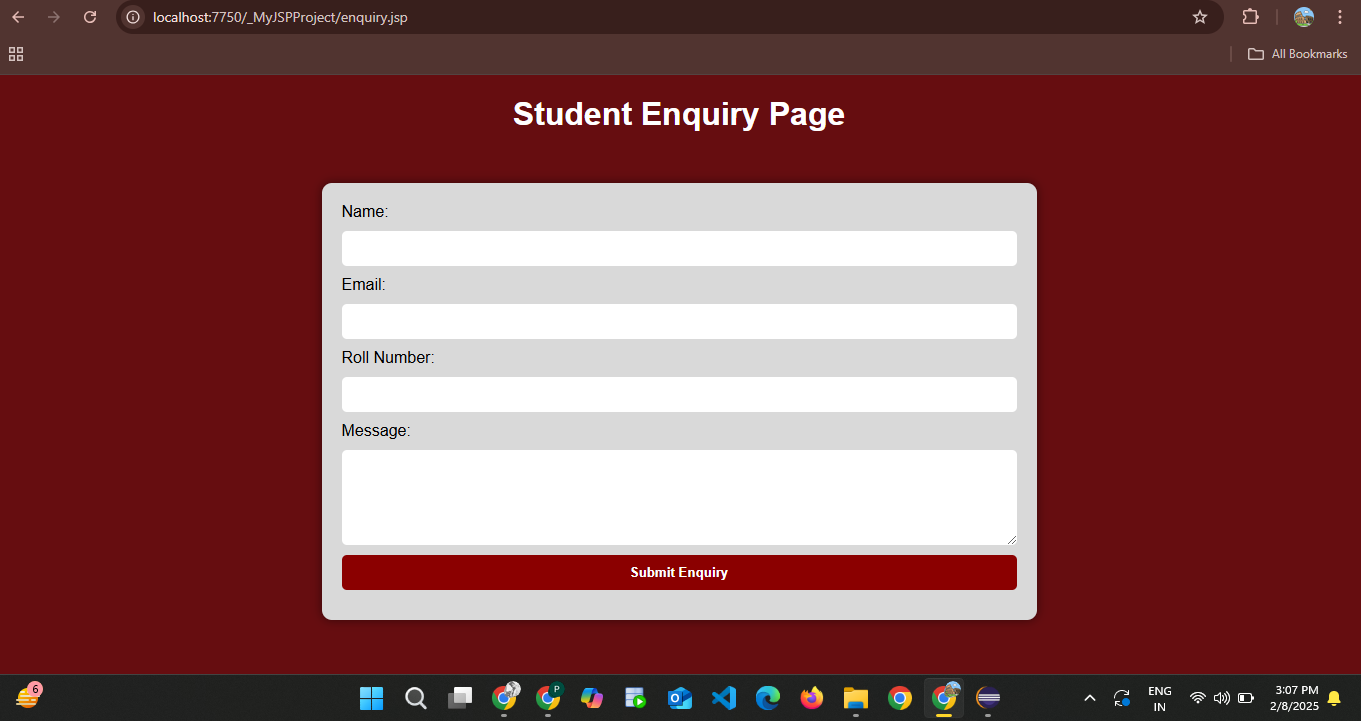 localhost:7750/_MyJSPProject/enquiry.jsp
All Bookmarks
Student Enquiry Page
Name:
Email:
Roll Number:
Message:
Submit Enquiry
6
P
ENG
IN
3:07 PM
2/8/2025